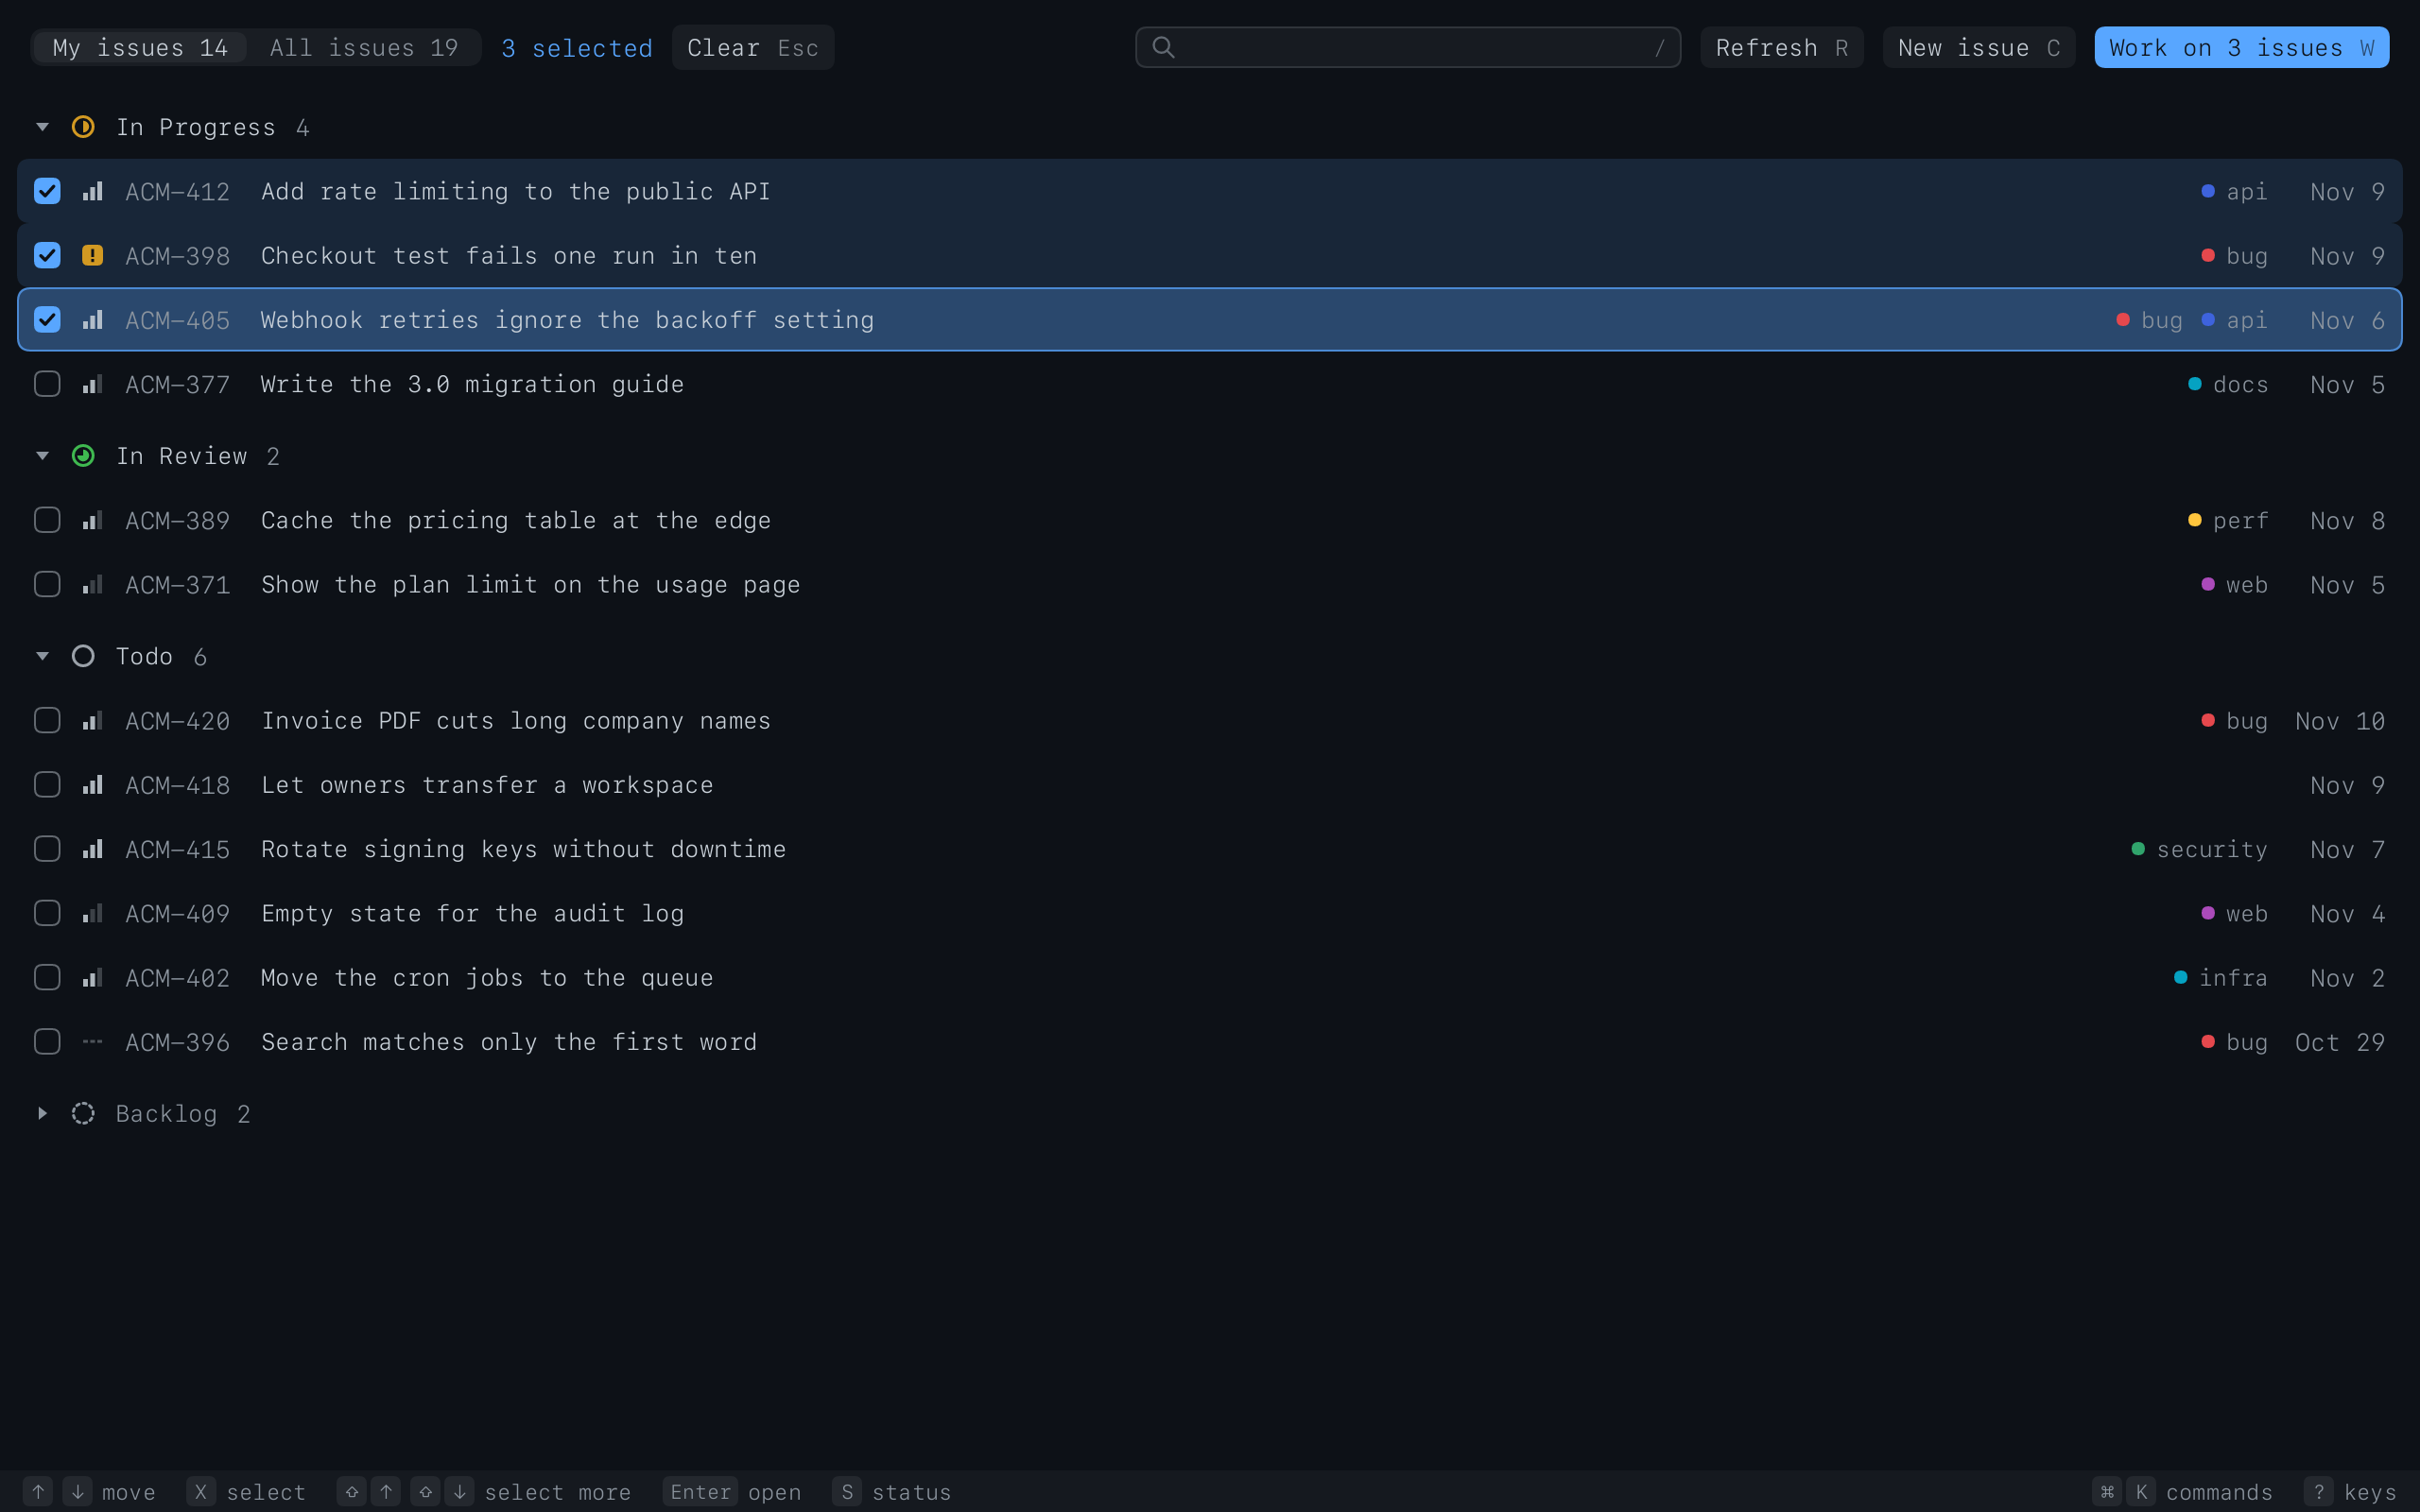 My issues 14 All issues 19 3 selected Clear Esc / Refresh R New issue C Work on 3 issues W
In Progress 4
ACM-412 Add rate limiting to the public API api Nov 9
ACM-398 Checkout test fails one run in ten bug Nov 9
ACM-405 Webhook retries ignore the backoff setting bug api Nov 6
ACM-377 Write the 3.0 migration guide docs Nov 5
In Review 2
ACM-389 Cache the pricing table at the edge perf Nov 8
ACM-371 Show the plan limit on the usage page web Nov 5
Todo 6
ACM-420 Invoice PDF cuts long company names bug Nov 10
ACM-418 Let owners transfer a workspace Nov 9
ACM-415 Rotate signing keys without downtime security Nov 7
ACM-409 Empty state for the audit log web Nov 4
ACM-402 Move the cron jobs to the queue infra Nov 2
ACM-396 Search matches only the first word bug Oct 29
Backlog 2
↑ ↓ move X select ⇧ ↑ ⇧ ↓ select more Enter open S status ⌘ K commands ? keys